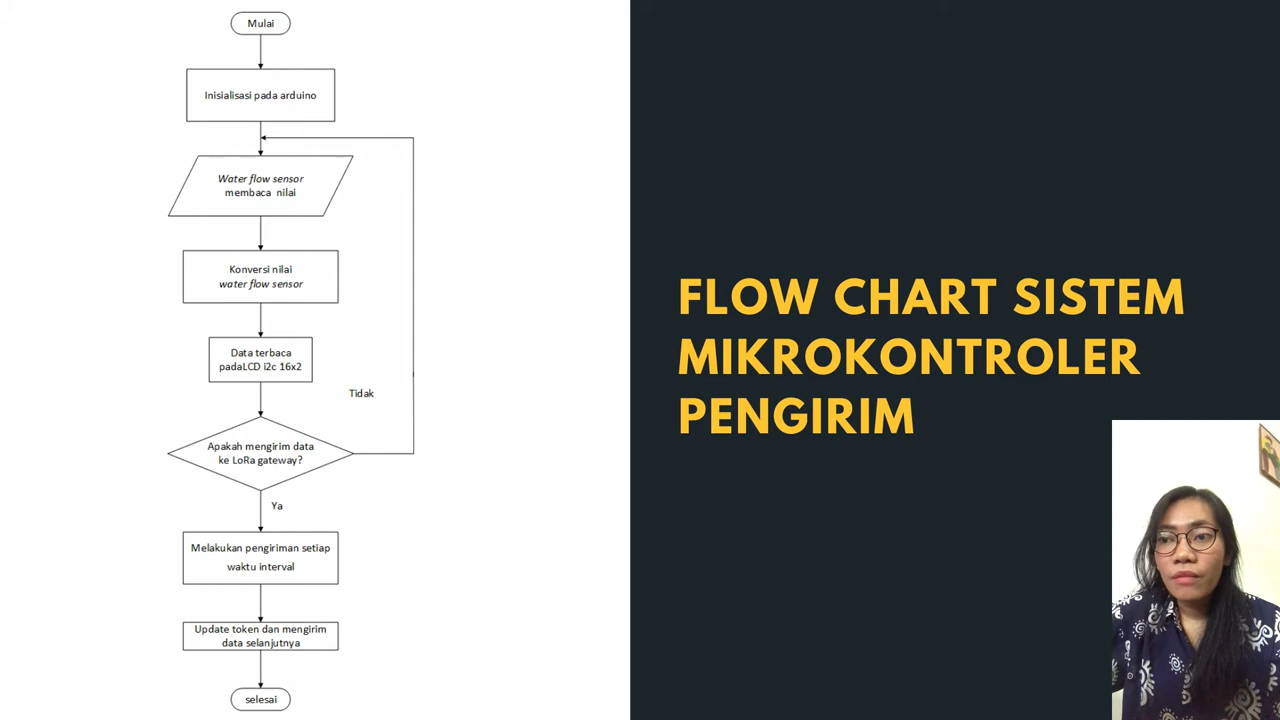 Mulai
Inisialisasi pada arduino
Water flow sensor
membaca nilai
Konversi nilai
water flow sensor
Data terbaca
padaLCD i2c 16x2
Tidak
Apakah mengirim data
ke LoRa gateway?
Ya
Melakukan pengiriman setiap
waktu interval
Update token dan mengirim
data selanjutnya
selesai
FLOW CHART SISTEM
MIKROKONTROLER
PENGIRIM